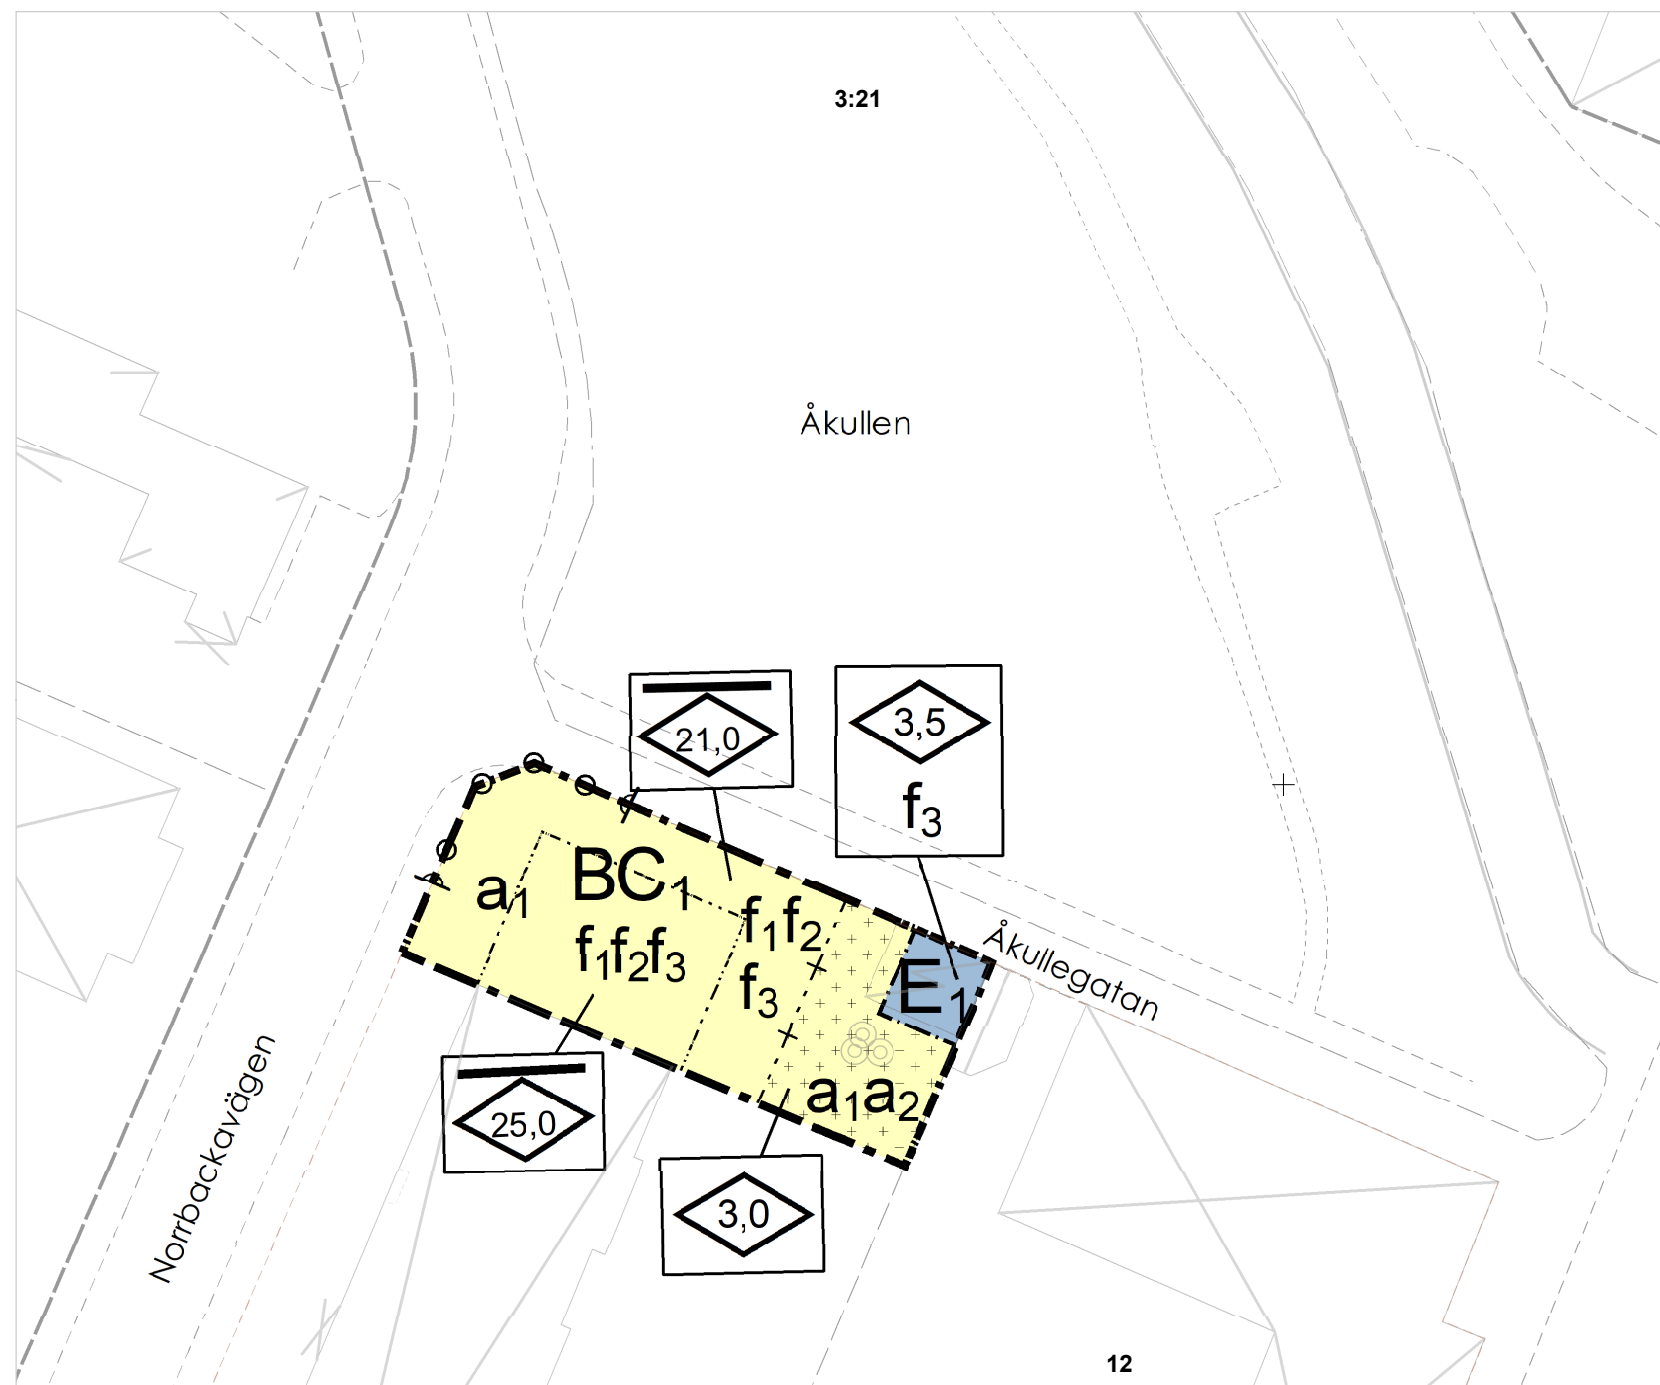 3:21
Åkullen
21,0
3,5
f3
BC1
a1
f1f2
f1f2f3
f3
E1
Åkullegatan
a1a2
25,0
3,0
Norrbackavägen
12